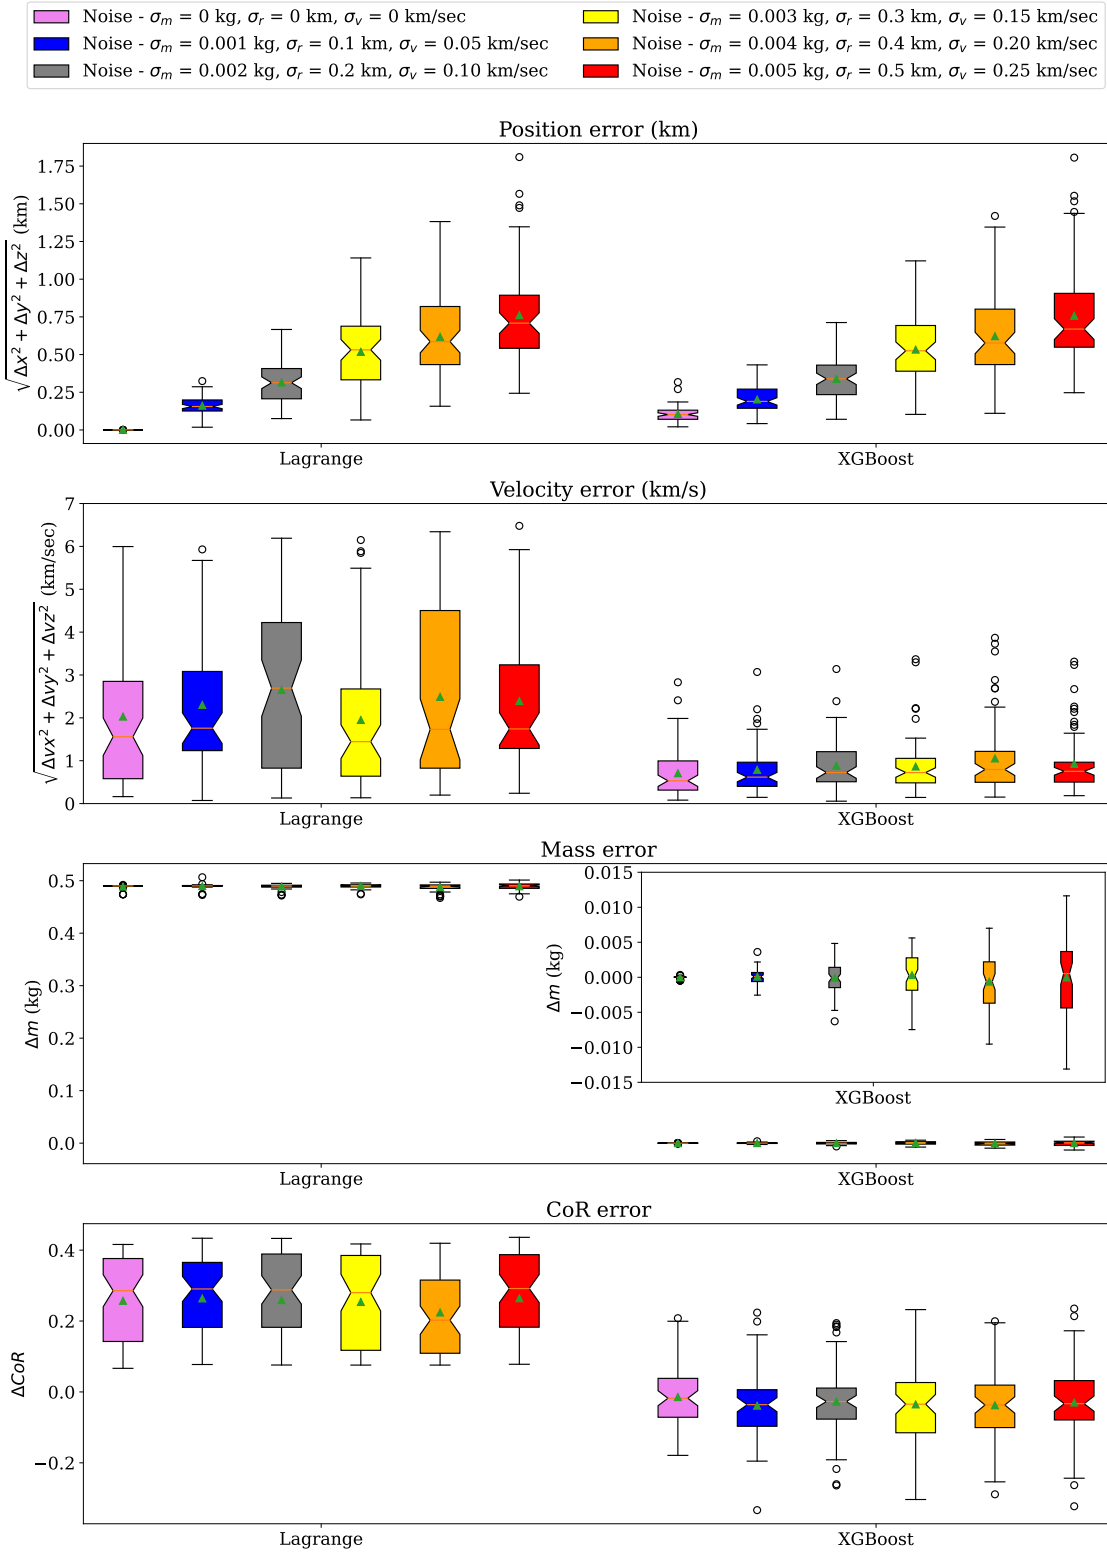 Noise - σm = 0 kg, σr = 0 km, σv = 0 km/sec
Noise - σm = 0.001 kg, σr = 0.1 km, σv = 0.05 km/sec
Noise - σm = 0.002 kg, σr = 0.2 km, σv = 0.10 km/sec
Noise - σm = 0.003 kg, σr = 0.3 km, σv = 0.15 km/sec
Noise - σm = 0.004 kg, σr = 0.4 km, σv = 0.20 km/sec
Noise - σm = 0.005 kg, σr = 0.5 km, σv = 0.25 km/sec
Position error (km)
√Δx² + Δy² + Δz² (km)
1.75
1.50
1.25
1.00
0.75
0.50
0.25
0.00
Lagrange
XGBoost
Velocity error (km/s)
√Δvx² + Δvy² + Δvz² (km/sec)
7
6
5
4
3
2
1
0
Lagrange
XGBoost
Mass error
Δm (kg)
0.5
0.4
0.3
0.2
0.1
0.0
Δm (kg)
0.015
0.010
0.005
0.000
−0.005
−0.010
−0.015
XGBoost
Lagrange
XGBoost
CoR error
ΔCoR
0.4
0.2
0.0
−0.2
Lagrange
XGBoost